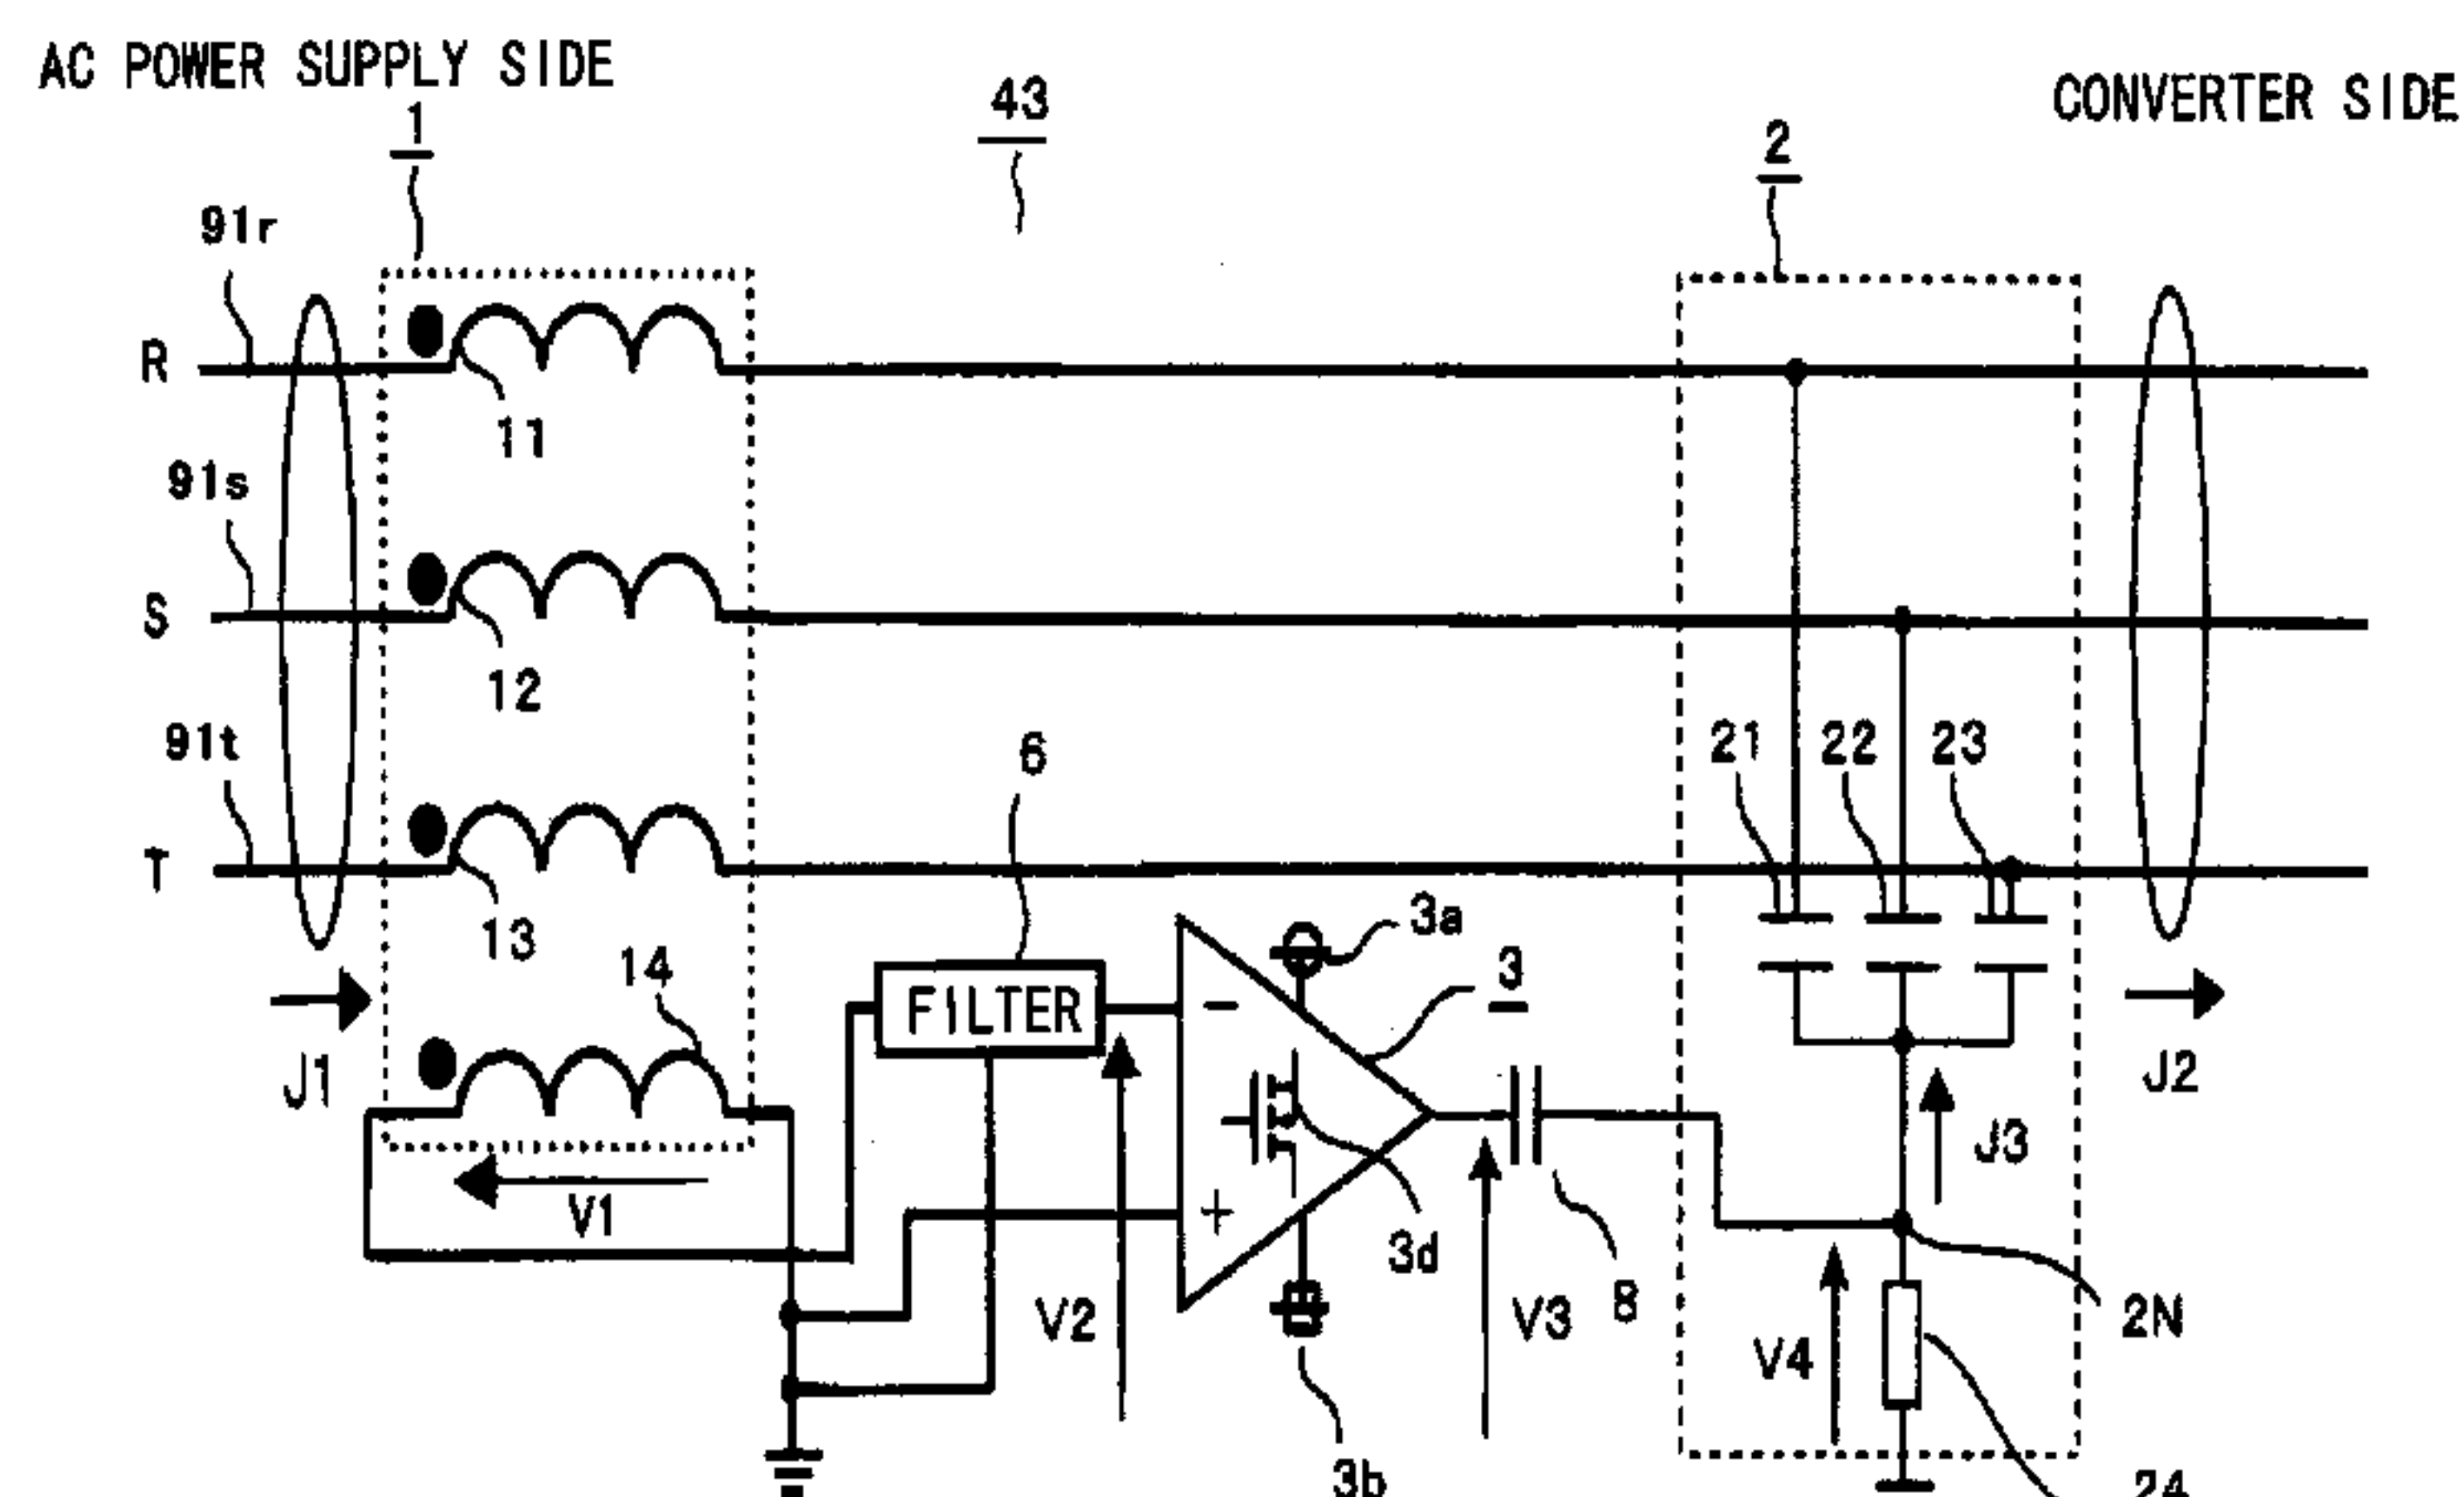 AC POWER SUPPLY SIDE
CONVERTER SIDE
1
43
2
91r
R
11
91s
S
12
91t
T
13
14
6
21
22
23
J1
FILTER
3a
3
J2
V1
-
+
3d
J3
V2
V3
8
V4
2N
3b
24